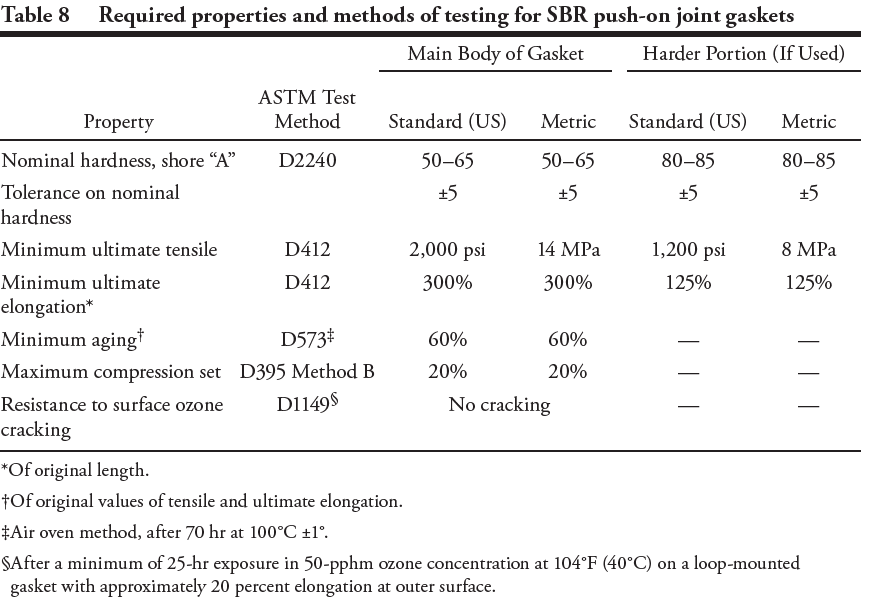 Table 8 Required properties and methods of testing for SBR push-on joint gaskets
Main Body of Gasket Harder Portion (If Used)
Property ASTM Test Method Standard (US) Metric Standard (US) Metric
Nominal hardness, shore “A” D2240 50–65 50–65 80–85 80–85
Tolerance on nominal ±5 ±5 ±5 ±5
hardness
Minimum ultimate tensile D412 2,000 psi 14 MPa 1,200 psi 8 MPa
Minimum ultimate D412 300% 300% 125% 125%
elongation*
Minimum aging† D573‡ 60% 60% — —
Maximum compression set D395 Method B 20% 20% — —
Resistance to surface ozone D1149§ No cracking — —
cracking
*Of original length.
†Of original values of tensile and ultimate elongation.
‡Air oven method, after 70 hr at 100°C ±1°.
§After a minimum of 25-hr exposure in 50-pphm ozone concentration at 104°F (40°C) on a loop-mounted
gasket with approximately 20 percent elongation at outer surface.